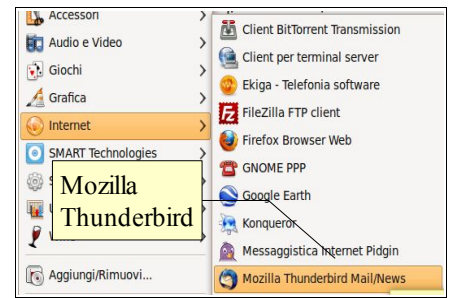 Accessori
Audio e Video
Giochi
Grafica
Internet
SMART Technologies
Mozilla
Thunderbird
Aggiungi/Rimuovi...
Client BitTorrent Transmission
Client per terminal server
Ekiga - Telefonia software
FileZilla FTP client
Firefox Browser Web
GNOME PPP
Google Earth
Konqueror
Messaggistica Internet Pidgin
Mozilla Thunderbird Mail/News